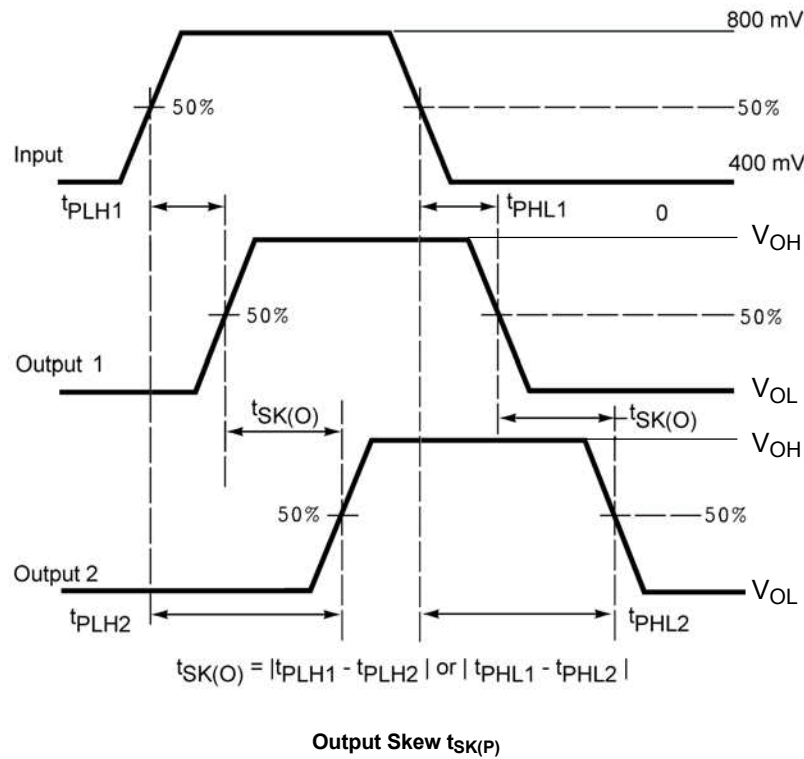 800 mV
50%
50%
Input
400 mV
tPLH1
tPHL1
0
VOH
50%
50%
Output 1
VOL
tSK(O)
tSK(O)
VOH
50%
50%
Output 2
VOL
tPLH2
tPHL2
tSK(O) = |tPLH1 - tPLH2 | or | tPHL1 - tPHL2 |
Output Skew tSK(P)